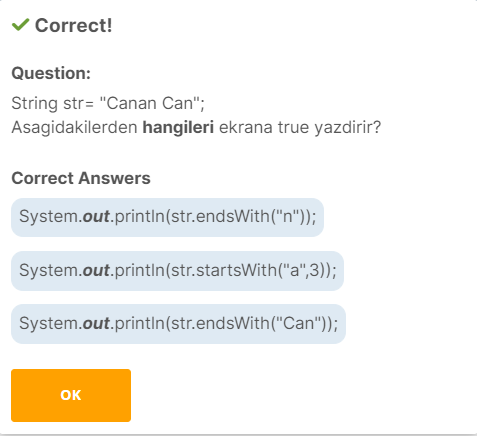 Correct!
Question:
String str= "Canan Can";
Asagidakilerden hangileri ekrana true yazdirir?
Correct Answers
System.out.println(str.endsWith("n"));
System.out.println(str.startsWith("a",3));
System.out.println(str.endsWith("Can"));
OK